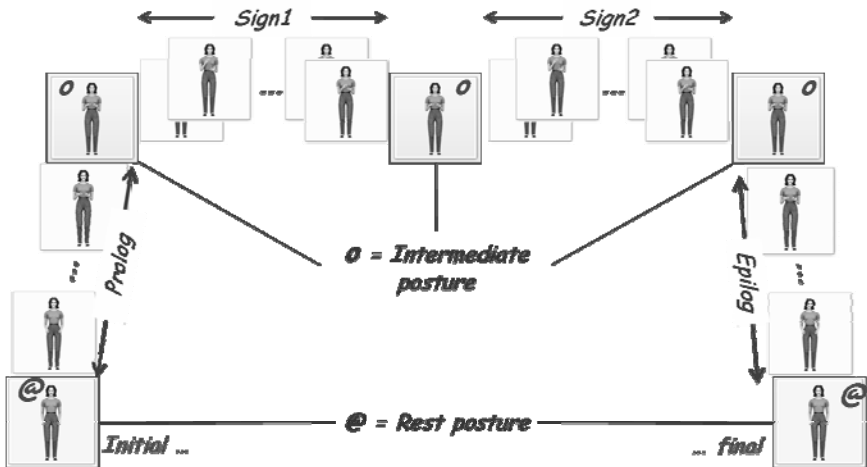 Sign1
Sign2
o
...
o
...
o
...
Prolog
o = Intermediate
posture
Epilog
...
@
@ = Rest posture
@
Initial ...
... final